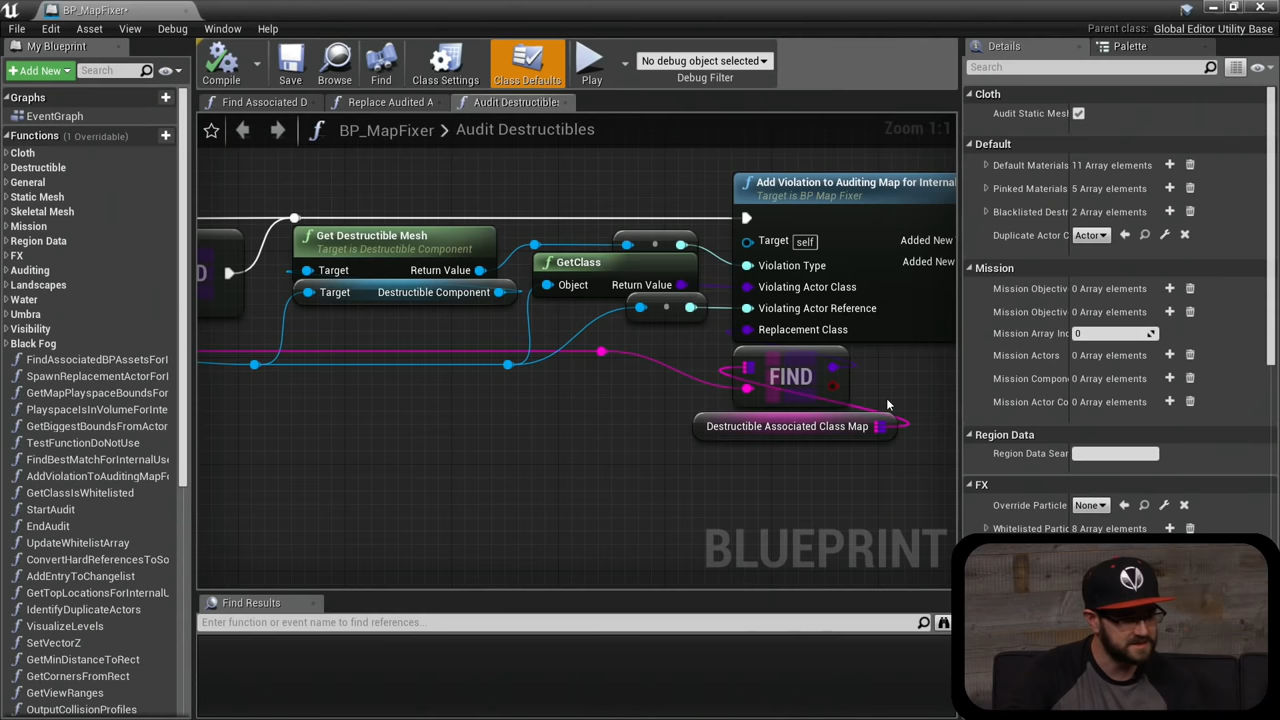 BP_MapFixer*
File
Edit
Asset
View
Debug
Window
Help
Parent class:
Global Editor Utility Base
My Blueprint
Add New
Search
Graphs
EventGraph
Functions (1 Overridable)
Cloth
Destructible
General
Static Mesh
Skeletal Mesh
Mission
Region Data
FX
Auditing
Landscapes
Water
Umbra
Visibility
Black Fog
FindAssociatedBPAssetsForI
SpawnReplacementActorForI
GetMapPlayspaceBoundsFor
PlayspaceIsInVolumeForInte
GetBiggestBoundsFromActor
TestFunctionDoNotUse
FindBestMatchForInternalUse
AddViolationToAuditingMapFo
GetClassIsWhitelisted
StartAudit
EndAudit
UpdateWhitelistArray
ConvertHardReferencesToSo
AddEntryToChangelist
GetTopLocationsForInternalU
IdentifyDuplicateActors
VisualizeLevels
SetVectorZ
GetMinDistanceToRect
GetCornersFromRect
GetViewRanges
OutputCollisionProfiles
Compile
Save
Browse
Find
Class Settings
Class Defaults
Play
No debug object selected
Debug Filter
Find Associated D
Replace Audited A
Audit Destructibles
BP_MapFixer > Audit Destructibles
Zoom 1:1
Get Destructible Mesh
Target is Destructible Component
Target
Return Value
Target
Destructible Component
GetClass
Object
Return Value
Add Violation to Auditing Map for Internal
Target is BP Map Fixer
Target self
Added New
Added New
Violation Type
Violating Actor Class
Violating Actor Reference
Replacement Class
FIND
Destructible Associated Class Map
BLUEPRINT
Find Results
Enter function or event name to find references...
Details
Palette
Search
Cloth
Audit Static Mesh
Default
Default Materials 11 Array elements
Pinked Materials 5 Array elements
Blacklisted Destr 2 Array elements
Duplicate Actor C Actor
Mission
Mission Objectiv 0 Array elements
Mission Objectiv 0 Array elements
Mission Array In 0
Mission Actors 0 Array elements
Mission Compon 0 Array elements
Mission Actor Co 0 Array elements
Region Data
Region Data Sear
FX
Override Particle None
Whitelisted Partic 8 Array elements